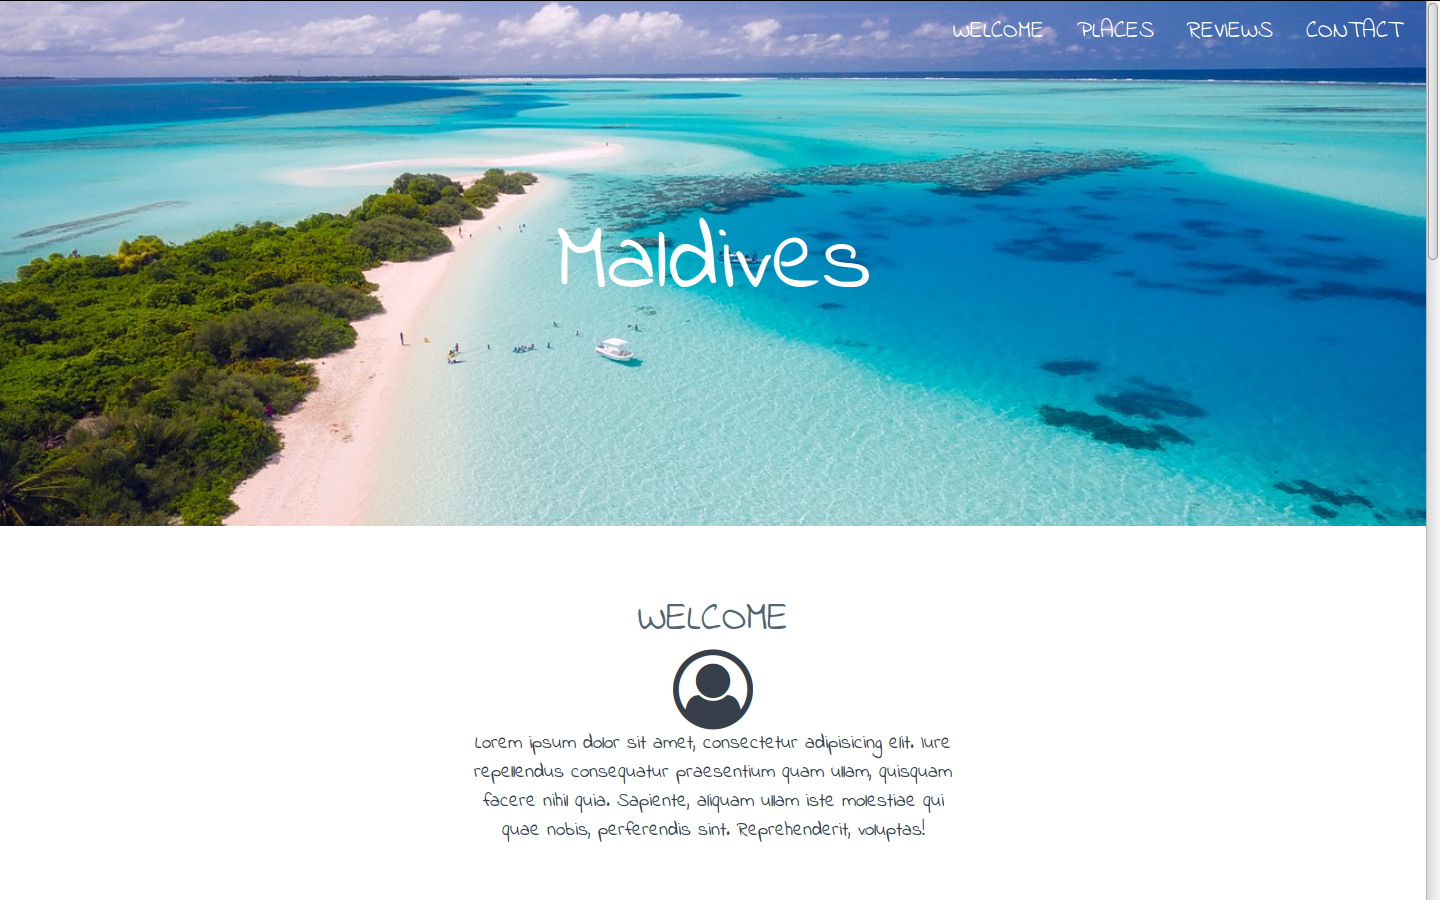 WELCOME PLACES REVIEWS CONTACT
Maldives
WELCOME
Lorem ipsum dolor sit amet, consectetur adipisicing elit. Iure
repellendus consequatur praesentium quam ullam, quisquam
facere nihil quia. Sapiente, aliquam ullam iste molestiae qui
quae nobis, perferendis sint. Reprehenderit, voluptas!